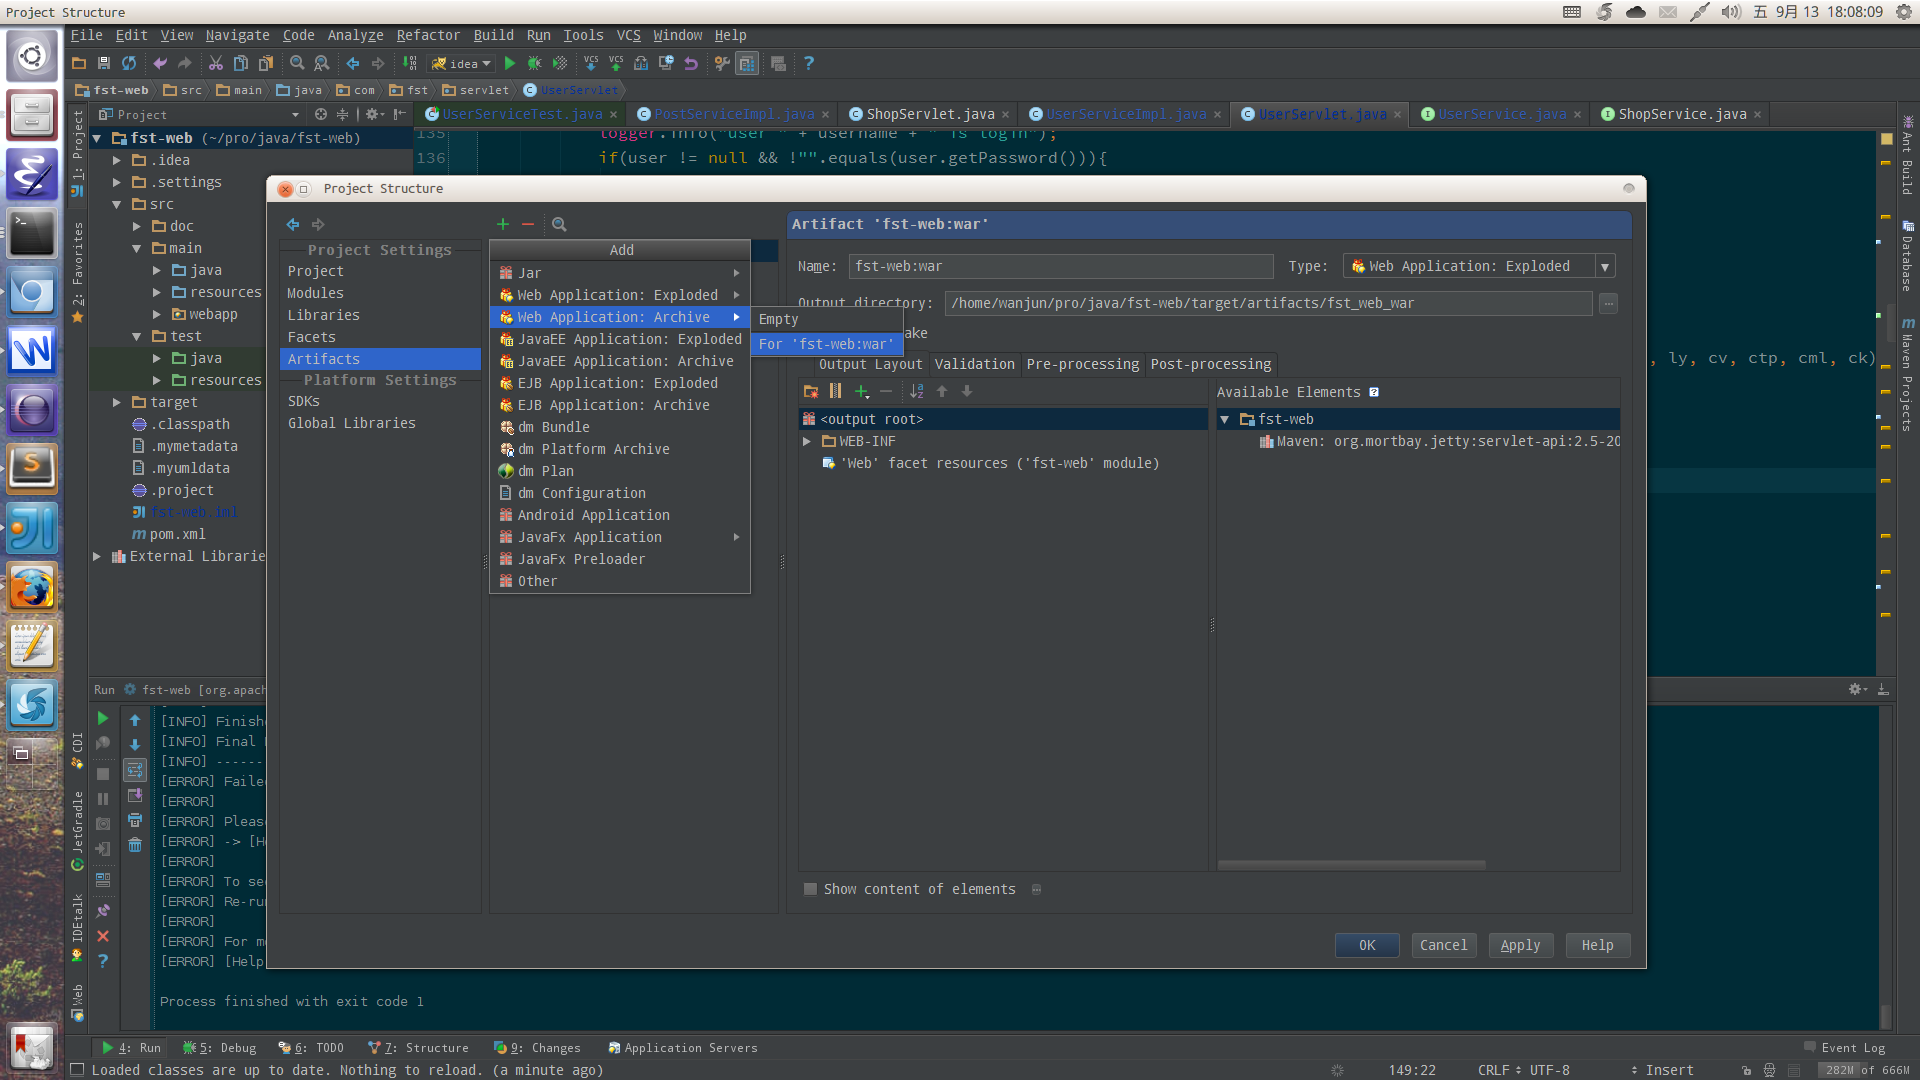 Project Structure
五 9月 13 18:08:09
File Edit View Navigate Code Analyze Refactor Build Run Tools VCS Window Help
idea
fst-web src main java com fst servlet UserServlet
Project
UserServiceTest.java PostServiceImpl.java ShopServlet.java UserServiceImpl.java UserServlet.java UserService.java ShopService.java
fst-web (~/pro/java/fst-web)
135 logger.info("user " + username + " is login");
136 if(user != null && !"".equals(user.getPassword())){
.idea
.settings
src
doc
main
java
resources
webapp
test
java
resources
target
.classpath
.mymetadata
.myumldata
.project
fst-web.iml
pom.xml
External Librarie
1: Project
2: Favorites
CDI
JetGradle
IDEtalk
Web
Ant Build
Database
Maven Projects
, ly, cv, ctp, cml, ck)
Project Structure
Project Settings
Project
Modules
Libraries
Facets
Artifacts
Platform Settings
SDKs
Global Libraries
Add
Jar
Web Application: Exploded
Web Application: Archive
JavaEE Application: Exploded
JavaEE Application: Archive
EJB Application: Exploded
EJB Application: Archive
dm Bundle
dm Platform Archive
dm Plan
dm Configuration
Android Application
JavaFx Application
JavaFx Preloader
Other
Empty
For 'fst-web:war'
Artifact 'fst-web:war'
Name: fst-web:war Type: Web Application: Exploded
Output directory: /home/wanjun/pro/java/fst-web/target/artifacts/fst_web_war
ake
Output Layout Validation Pre-processing Post-processing
Available Elements
<output root>
WEB-INF
'Web' facet resources ('fst-web' module)
fst-web
Maven: org.mortbay.jetty:servlet-api:2.5-20
Show content of elements
OK Cancel Apply Help
Run fst-web [org.apach
[INFO] Finishe
[INFO] Final
[INFO] ------
[ERROR] Faile
[ERROR]
[ERROR] Pleas
[ERROR] -> [H
[ERROR]
[ERROR] To se
[ERROR] Re-ru
[ERROR]
[ERROR] For m
[ERROR] [Help
Process finished with exit code 1
4: Run 5: Debug 6: TODO 7: Structure 9: Changes Application Servers Event Log
Loaded classes are up to date. Nothing to reload. (a minute ago) 149:22 CRLF UTF-8 Insert 282M of 666M